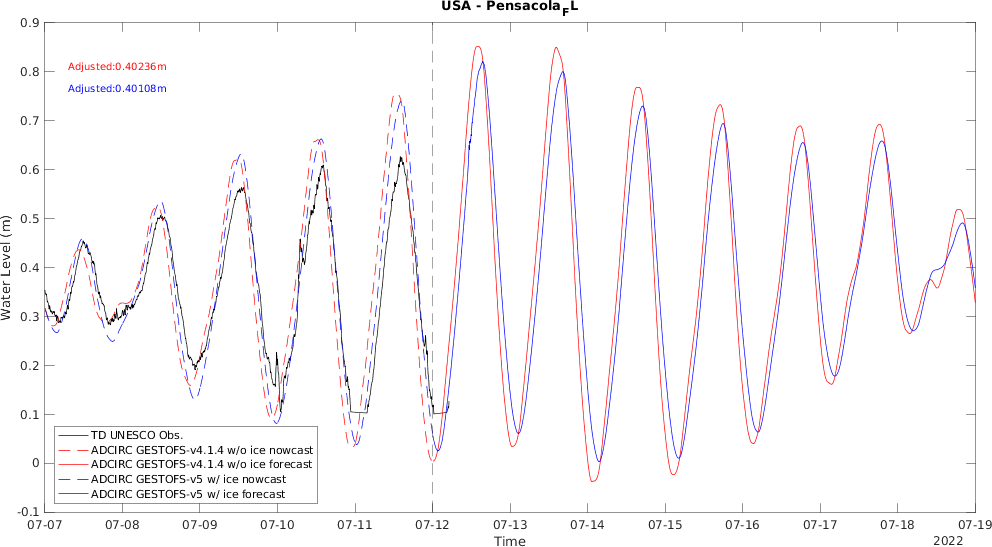 USA - Pensacola_FL
0.9
0.8
0.7
0.6
0.5
0.4
0.3
0.2
0.1
0
-0.1
Water Level (m)
Adjusted:0.40236m
Adjusted:0.40108m
TD UNESCO Obs.
ADCIRC GESTOFS-v4.1.4 w/o ice nowcast
ADCIRC GESTOFS-v4.1.4 w/o ice forecast
ADCIRC GESTOFS-v5 w/ ice nowcast
ADCIRC GESTOFS-v5 w/ ice forecast
07-07 07-08 07-09 07-10 07-11 07-12 07-13 07-14 07-15 07-16 07-17 07-18 07-19
Time
2022